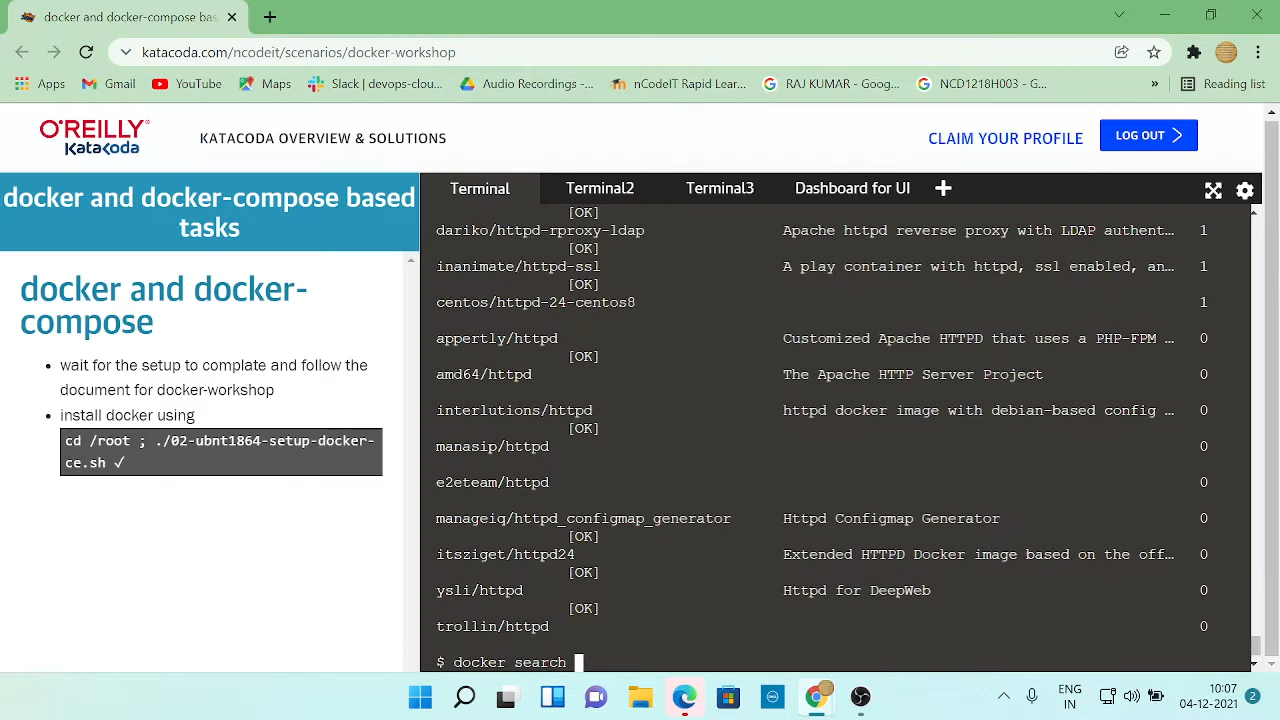 docker and docker-compose bas
katacoda.com/ncodeit/scenarios/docker-workshop
Apps
Gmail
YouTube
Maps
Slack | devops-clou...
Audio Recordings -...
nCodeIT Rapid Lear...
RAJ KUMAR - Goog...
NCD1218H003 - G...
»
Reading list
O'REILLY
Katacoda
KATACODA OVERVIEW & SOLUTIONS
CLAIM YOUR PROFILE
LOG OUT
docker and docker-compose based
tasks
docker and docker-
compose
• wait for the setup to complate and follow the
document for docker-workshop
• install docker using
cd /root ; ./02-ubnt1864-setup-docker-
ce.sh ✓
Terminal
Terminal2
Terminal3
Dashboard for UI
[OK]
dariko/httpd-rproxy-ldap Apache httpd reverse proxy with LDAP authent… 1
[OK]
inanimate/httpd-ssl A play container with httpd, ssl enabled, an… 1
[OK]
centos/httpd-24-centos8 1
appertly/httpd Customized Apache HTTPD that uses a PHP-FPM … 0
[OK]
amd64/httpd The Apache HTTP Server Project 0
interlutions/httpd httpd docker image with debian-based config … 0
[OK]
manasip/httpd 0
e2eteam/httpd 0
manageiq/httpd_configmap_generator Httpd Configmap Generator 0
[OK]
itsziget/httpd24 Extended HTTPD Docker image based on the off… 0
[OK]
ysli/httpd Httpd for DeepWeb 0
[OK]
trollin/httpd 0
$ docker search
DELL
ENG
IN
10:07
04-12-2021
2